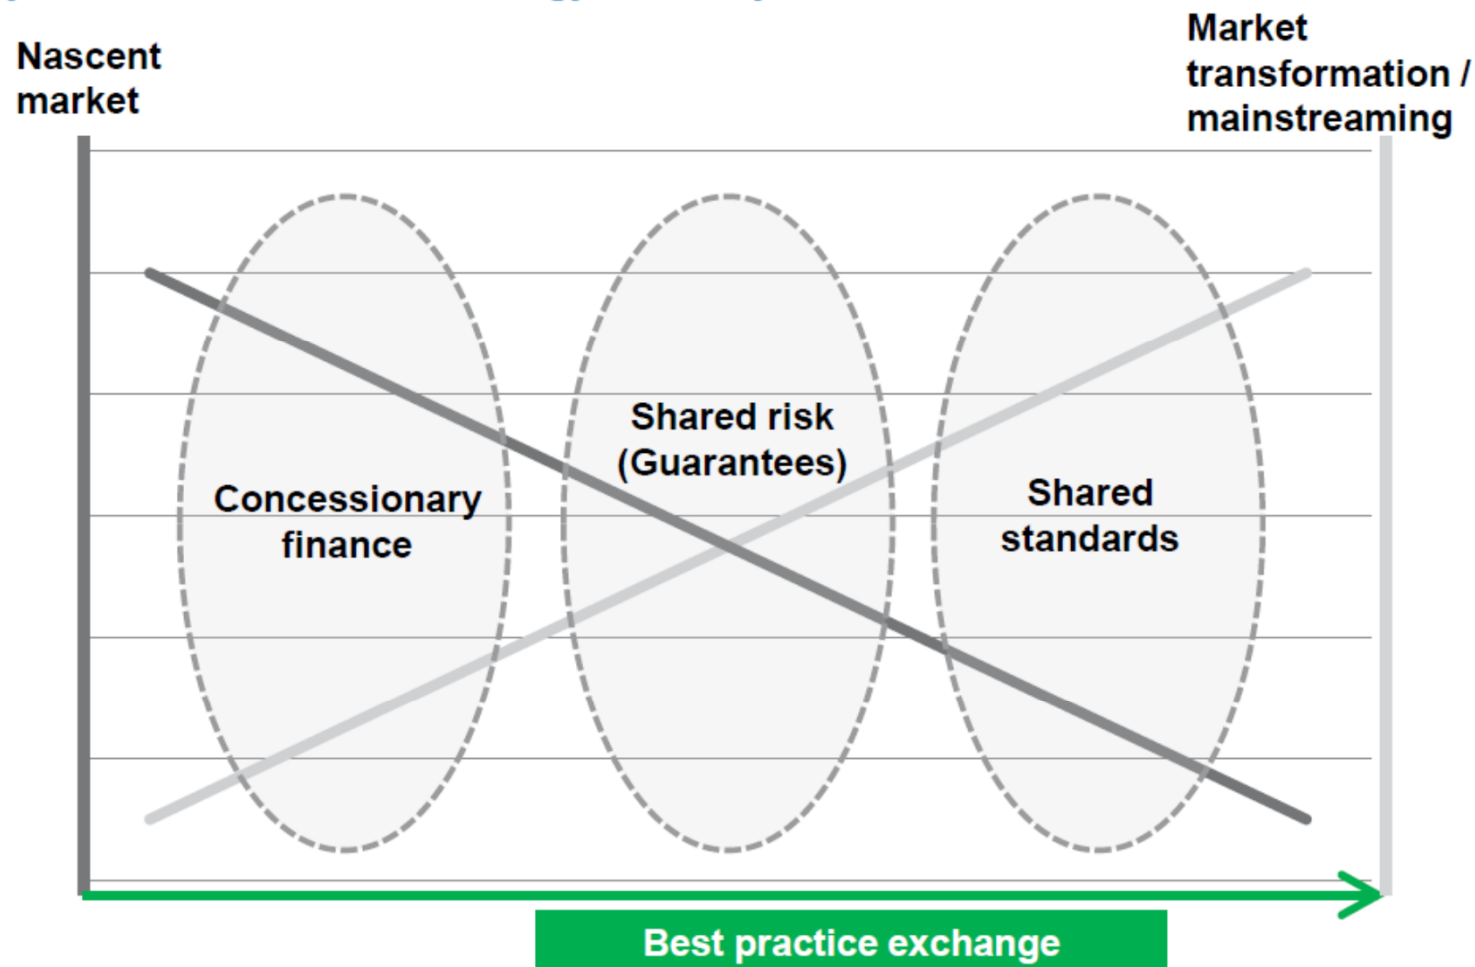 Nascent
market
Market
transformation /
mainstreaming
Concessionary
finance
Shared risk
(Guarantees)
Shared
standards
Best practice exchange